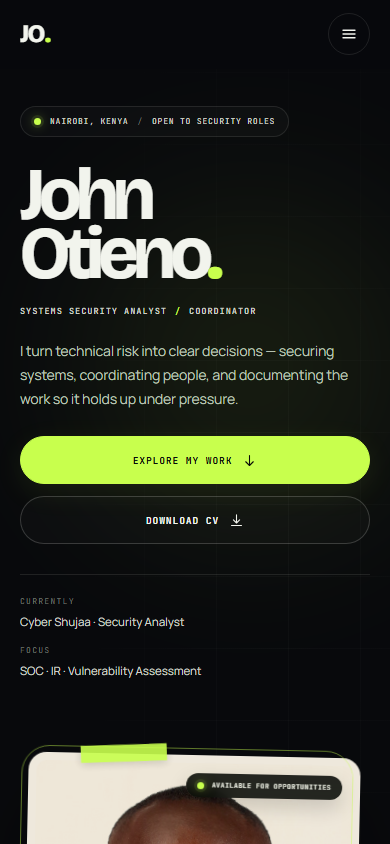 JO.
NAIROBI, KENYA / OPEN TO SECURITY ROLES
John
Otieno.
SYSTEMS SECURITY ANALYST / COORDINATOR
I turn technical risk into clear decisions — securing
systems, coordinating people, and documenting the
work so it holds up under pressure.
EXPLORE MY WORK ↓
DOWNLOAD CV
CURRENTLY
Cyber Shujaa · Security Analyst
FOCUS
SOC · IR · Vulnerability Assessment
AVAILABLE FOR OPPORTUNITIES